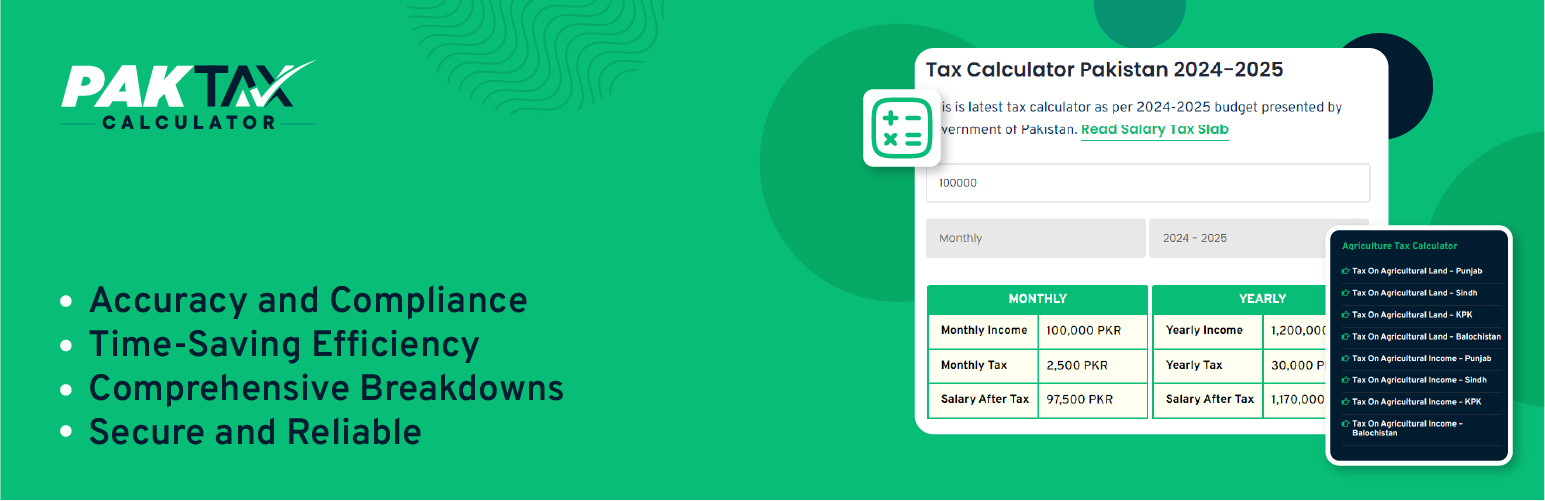 PAKTAX
CALCULATOR
Accuracy and Compliance
Time-Saving Efficiency
Comprehensive Breakdowns
Secure and Reliable
Tax Calculator Pakistan 2024-2025
is is latest tax calculator as per 2024-2025 budget presented by
vernment of Pakistan. Read Salary Tax Slab
100000
Monthly
2024 - 2025
MONTHLY
Monthly Income 100,000 PKR
Monthly Tax 2,500 PKR
Salary After Tax 97,500 PKR
YEARLY
Yearly Income 1,200,000
Yearly Tax 30,000 P
Salary After Tax 1,170,000
Agriculture Tax Calculator
Tax On Agricultural Land - Punjab
Tax On Agricultural Land - Sindh
Tax On Agricultural Land - KPK
Tax On Agricultural Land - Balochistan
Tax On Agricultural Income - Punjab
Tax On Agricultural Income - Sindh
Tax On Agricultural Income - KPK
Tax On Agricultural Income -
Balochistan